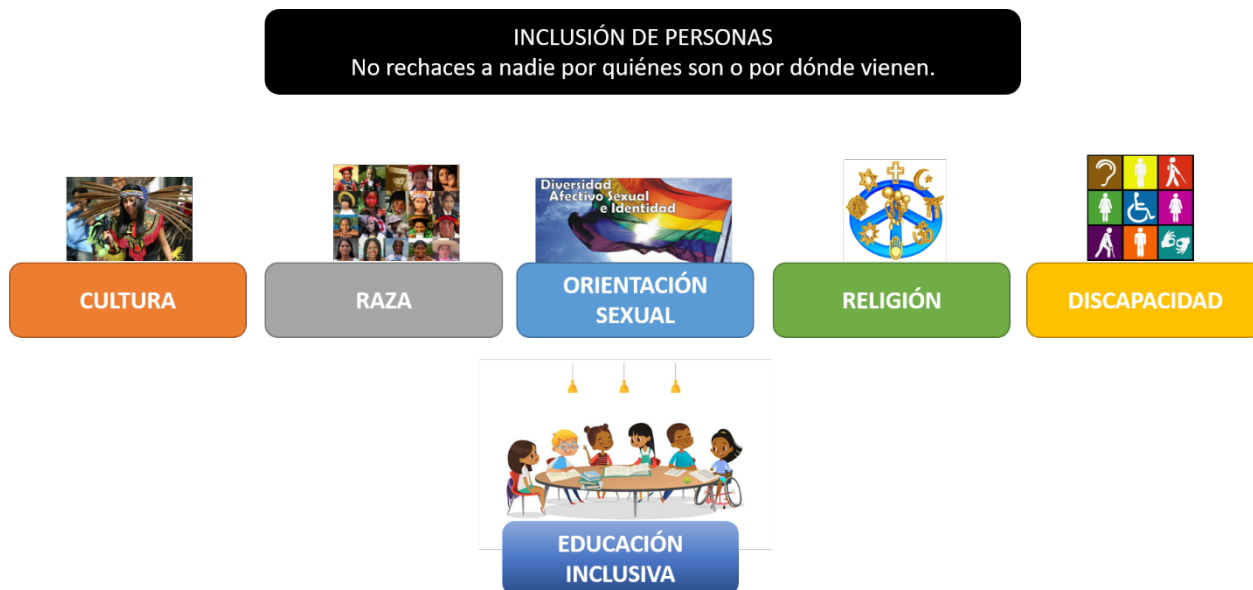 INCLUSIÓN DE PERSONAS
No rechaces a nadie por quiénes son o por dónde vienen.
Diversidad
Afectivo Sexual
e Identidad
CULTURA
RAZA
ORIENTACIÓN
SEXUAL
RELIGIÓN
DISCAPACIDAD
EDUCACIÓN
INCLUSIVA